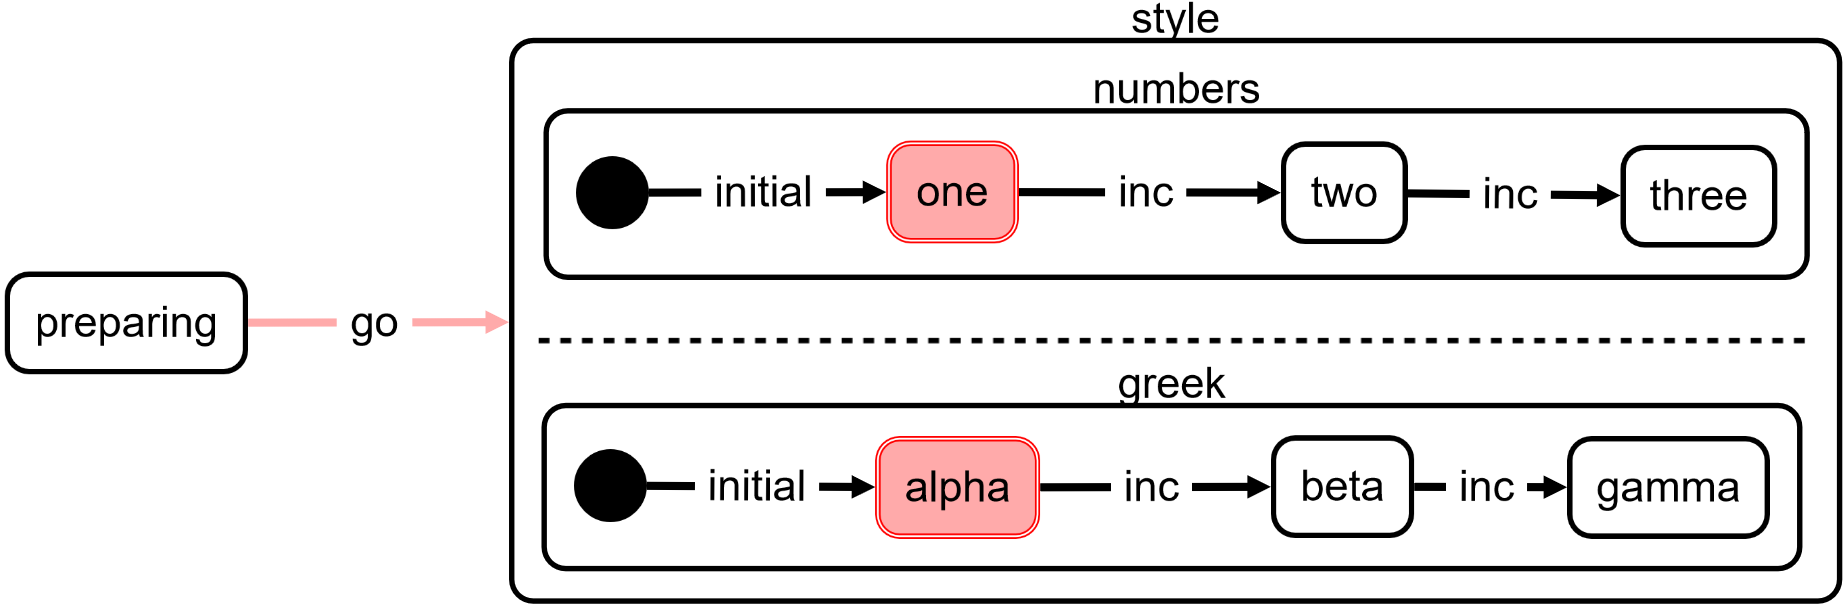 style
numbers
initial one inc two inc three
preparing go
greek
initial alpha inc beta inc gamma